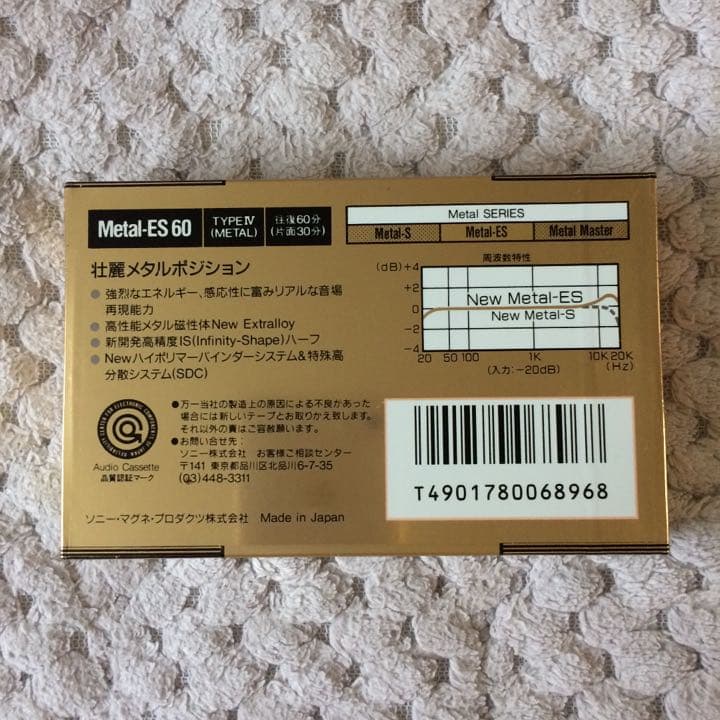 Metal-ES 60
TYPE Ⅳ
(METAL)
往復60分
(片面30分)
Metal SERIES
Metal-S
Metal-ES
Metal Master
壮麗メタルポジション
●強烈なエネルギー、感応性に富みリアルな音場
再現能力
●高性能メタル磁性体New Extralloy
●新開発高精度IS(Infinity-Shape)ハーフ
●Newハイポリマーバインダーシステム&特殊高
分散システム(SDC)
周波数特性
(dB)+4
+2
0
−2
−4
New Metal-ES
New Metal-S
20 50 100 1K 10K 20K
(入力:−20dB) (Hz)
Audio Cassette
品質認証マーク
●万一当社の製造上の原因による不良があった
場合には新しいテープとお取りかえ致します。
それ以外の責はご容赦願います。
●お問い合せ先:
ソニー株式会社 お客様ご相談センター
〒141 東京都品川区北品川6-7-35
(03)448-3311
T4901780068968
ソニー・マグネ・プロダクツ株式会社 Made in Japan